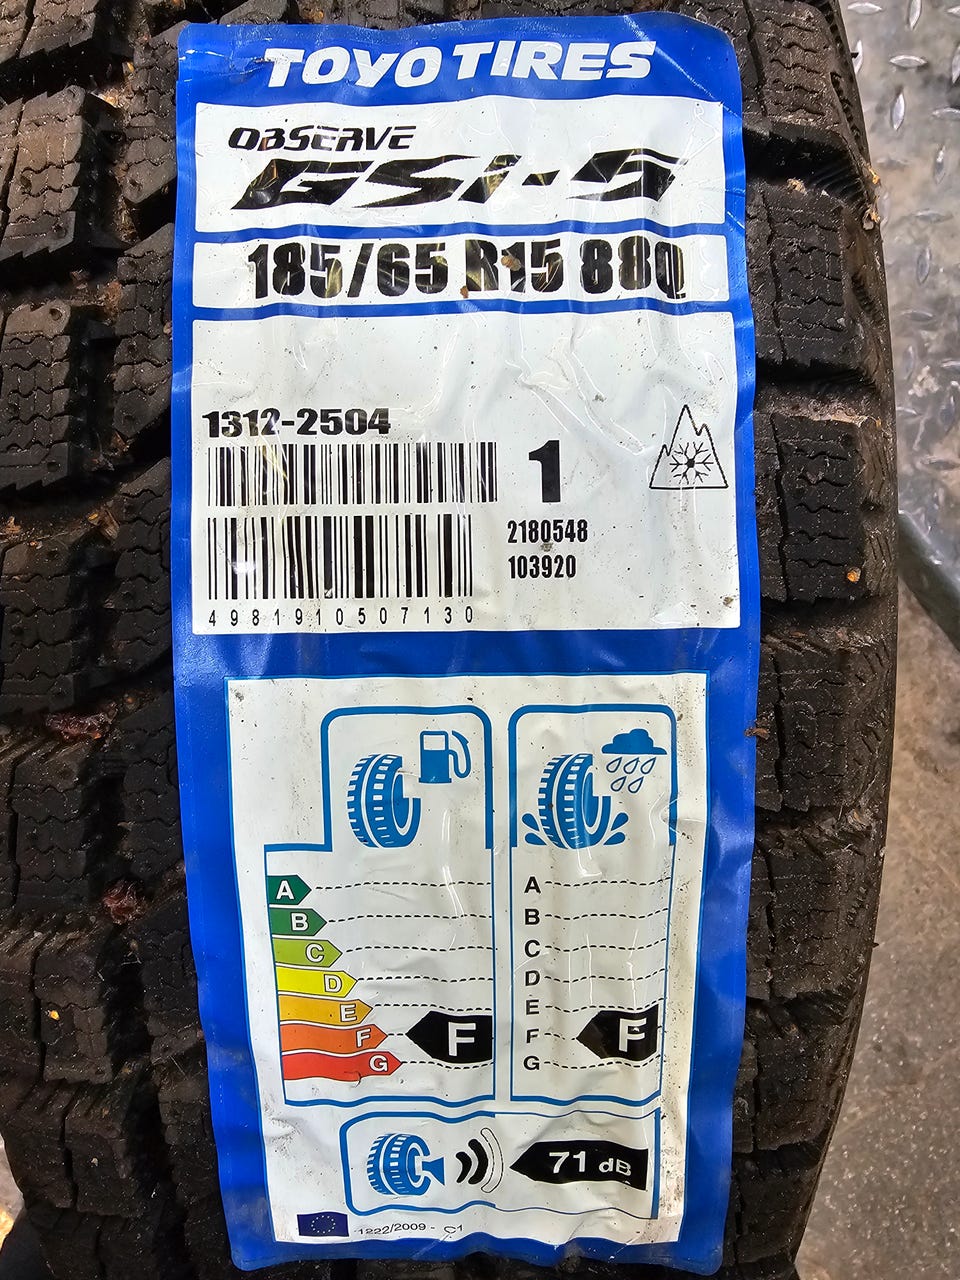 TOYO TIRES
OBSERVE
GSi-5
185/65 R15 88Q
1312-2504
1
2180548
103920
4981910507130
A
B
C
D
E
F
G
F
A
B
C
D
E
F
G
F
71 dB
1222/2009 - C1